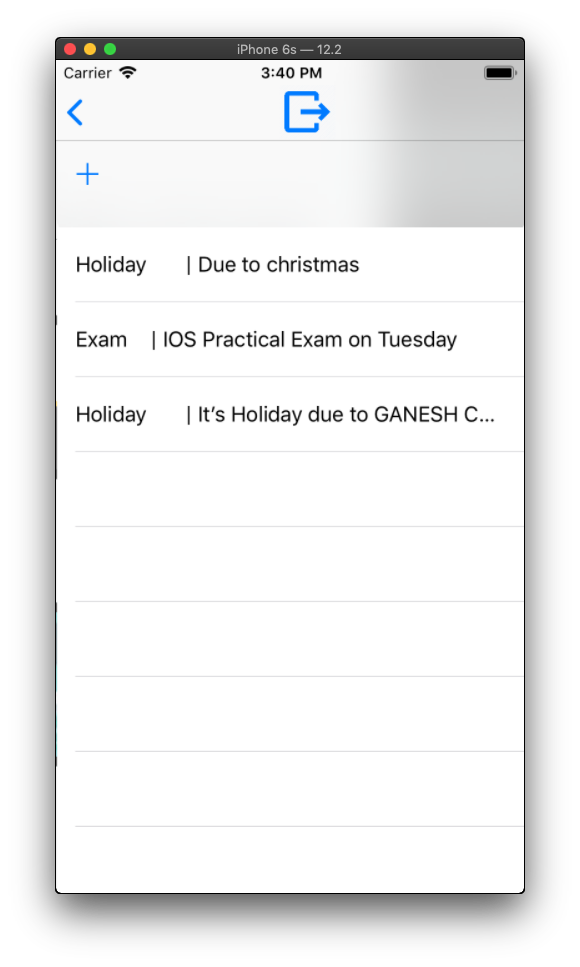 iPhone 6s — 12.2
Carrier 3:40 PM
Holiday | Due to christmas
Exam | IOS Practical Exam on Tuesday
Holiday | It’s Holiday due to GANESH C...